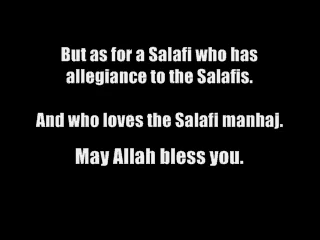 But as for a Salafi who has
allegiance to the Salafis.
And who loves the Salafi manhaj.
May Allah bless you.